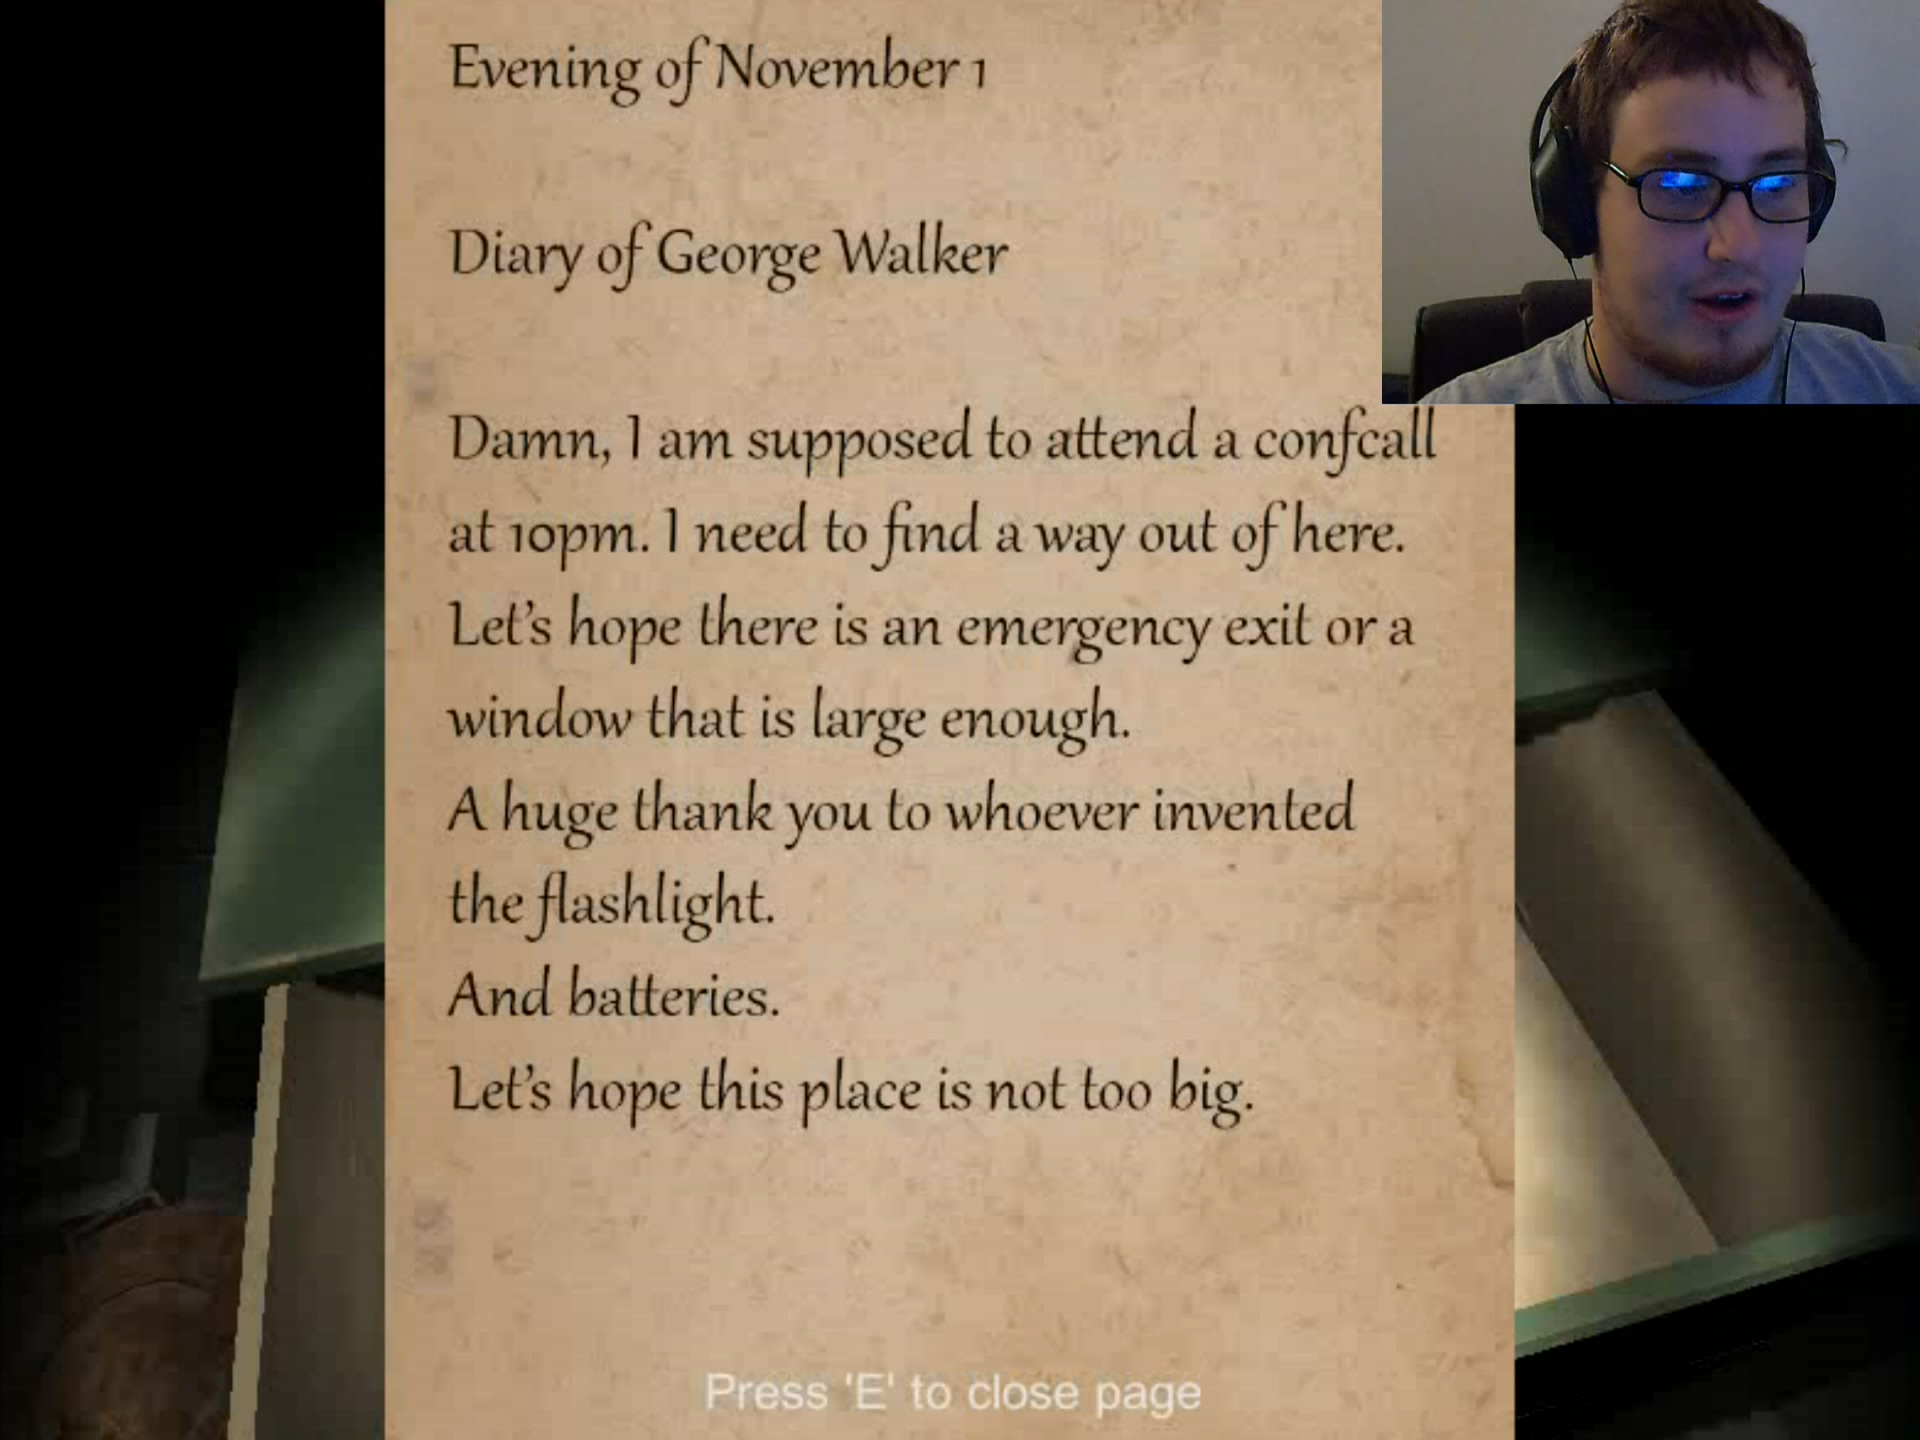 Evening of November 1
Diary of George Walker
Damn, I am supposed to attend a confcall
at 10pm. I need to find a way out of here.
Let's hope there is an emergency exit or a
window that is large enough.
A huge thank you to whoever invented
the flashlight.
And batteries.
Let's hope this place is not too big.
Press 'E' to close page